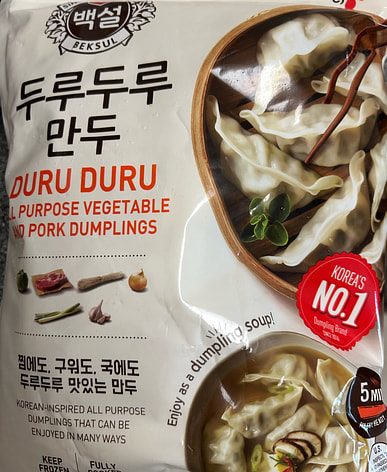 백설
BEKSUL
두루두루
만두
DURU DURU
ALL PURPOSE VEGETABLE
AND PORK DUMPLINGS
KOREA'S
NO.1
Dumpling Brand
찜에도, 구워도, 국에도
두루두루 맛있는 만두
Enjoy as a dumpling soup!
KOREAN-INSPIRED ALL PURPOSE
DUMPLINGS THAT CAN BE
ENJOYED IN MANY WAYS
5 MI
KEEP
FROZEN
FULLY
U.S.